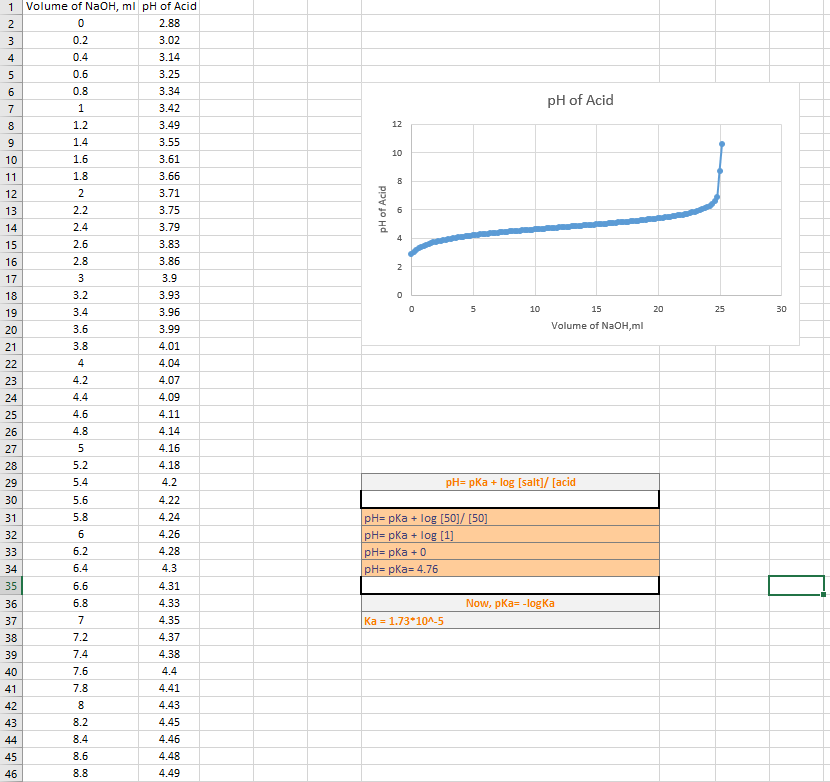 1 Volume of NaOH, ml pH of Acid
2 0 2.88
3 0.2 3.02
4 0.4 3.14
5 0.6 3.25
6 0.8 3.34
7 1 3.42
8 1.2 3.49
9 1.4 3.55
10 1.6 3.61
11 1.8 3.66
12 2 3.71
13 2.2 3.75
14 2.4 3.79
15 2.6 3.83
16 2.8 3.86
17 3 3.9
18 3.2 3.93
19 3.4 3.96
20 3.6 3.99
21 3.8 4.01
22 4 4.04
23 4.2 4.07
24 4.4 4.09
25 4.6 4.11
26 4.8 4.14
27 5 4.16
28 5.2 4.18
29 5.4 4.2
30 5.6 4.22
31 5.8 4.24
32 6 4.26
33 6.2 4.28
34 6.4 4.3
35 6.6 4.31
36 6.8 4.33
37 7 4.35
38 7.2 4.37
39 7.4 4.38
40 7.6 4.4
41 7.8 4.41
42 8 4.43
43 8.2 4.45
44 8.4 4.46
45 8.6 4.48
46 8.8 4.49
pH of Acid
12
10
8
6
4
2
0
pH of Acid
0 5 10 15 20 25 30
Volume of NaOH,ml
pH= pKa + log [salt]/ [acid
pH= pKa + log [50]/ [50]
pH= pKa + log [1]
pH= pKa + 0
pH= pKa= 4.76
Now, pKa= -logKa
Ka = 1.73*10^-5